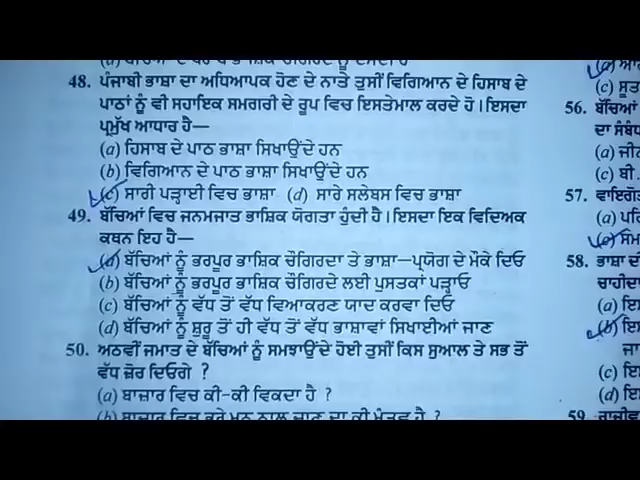 48. ਪੰਜਾਬੀ ਭਾਸ਼ਾ ਦਾ ਅਧਿਆਪਕ ਹੋਣ ਦੇ ਨਾਤੇ ਤੁਸੀਂ ਵਿਗਿਆਨ ਦੇ ਹਿਸਾਬ ਦੇ
ਪਾਠਾਂ ਨੂੰ ਵੀ ਸਹਾਇਕ ਸਮਗਰੀ ਦੇ ਰੂਪ ਵਿਚ ਇਸਤੇਮਾਲ ਕਰਦੇ ਹੋ। ਇਸਦਾ
ਪ੍ਰਮੁੱਖ ਆਧਾਰ ਹੈ—
(a) ਹਿਸਾਬ ਦੇ ਪਾਠ ਭਾਸ਼ਾ ਸਿਖਾਉਂਦੇ ਹਨ
(b) ਵਿਗਿਆਨ ਦੇ ਪਾਠ ਭਾਸ਼ਾ ਸਿਖਾਉਂਦੇ ਹਨ
(c) ਸਾਰੀ ਪੜ੍ਹਾਈ ਵਿਚ ਭਾਸ਼ਾ (d) ਸਾਰੇ ਸਲੇਬਸ ਵਿਚ ਭਾਸ਼ਾ
49. ਬੱਚਿਆਂ ਵਿਚ ਜਨਮਜਾਤ ਭਾਸ਼ਿਕ ਯੋਗਤਾ ਹੁੰਦੀ ਹੈ। ਇਸਦਾ ਇਕ ਵਿਦਿਅਕ
ਕਥਨ ਇਹ ਹੈ—
(a) ਬੱਚਿਆਂ ਨੂੰ ਭਰਪੂਰ ਭਾਸ਼ਿਕ ਚੌਗਿਰਦਾ ਤੇ ਭਾਸ਼ਾ—ਪ੍ਰਯੋਗ ਦੇ ਮੌਕੇ ਦਿਓ
(b) ਬੱਚਿਆਂ ਨੂੰ ਭਰਪੂਰ ਭਾਸ਼ਿਕ ਚੌਗਿਰਦੇ ਲਈ ਪੁਸਤਕਾਂ ਪੜ੍ਹਾਓ
(c) ਬੱਚਿਆਂ ਨੂੰ ਵੱਧ ਤੋਂ ਵੱਧ ਵਿਆਕਰਣ ਯਾਦ ਕਰਵਾ ਦਿਓ
(d) ਬੱਚਿਆਂ ਨੂੰ ਸ਼ੁਰੂ ਤੋਂ ਹੀ ਵੱਧ ਤੋਂ ਵੱਧ ਭਾਸ਼ਾਵਾਂ ਸਿਖਾਈਆਂ ਜਾਣ
50. ਅਠਵੀਂ ਜਮਾਤ ਦੇ ਬੱਚਿਆਂ ਨੂੰ ਸਮਝਾਉਂਦੇ ਹੋਈ ਤੁਸੀਂ ਕਿਸ ਸੁਆਲ ਤੇ ਸਭ ਤੋਂ
ਵੱਧ ਜ਼ੋਰ ਦਿਓਗੇ ?
(a) ਬਾਜ਼ਾਰ ਵਿਚ ਕੀ-ਕੀ ਵਿਕਦਾ ਹੈ ?
(c)
56. ਬੱਚਿਆਂ
ਦਾ
(a)
(b)
57.
(a)
(c)
58. ਭਾਸ਼ਾ
(a)
(b)
(c)
(d)
59.